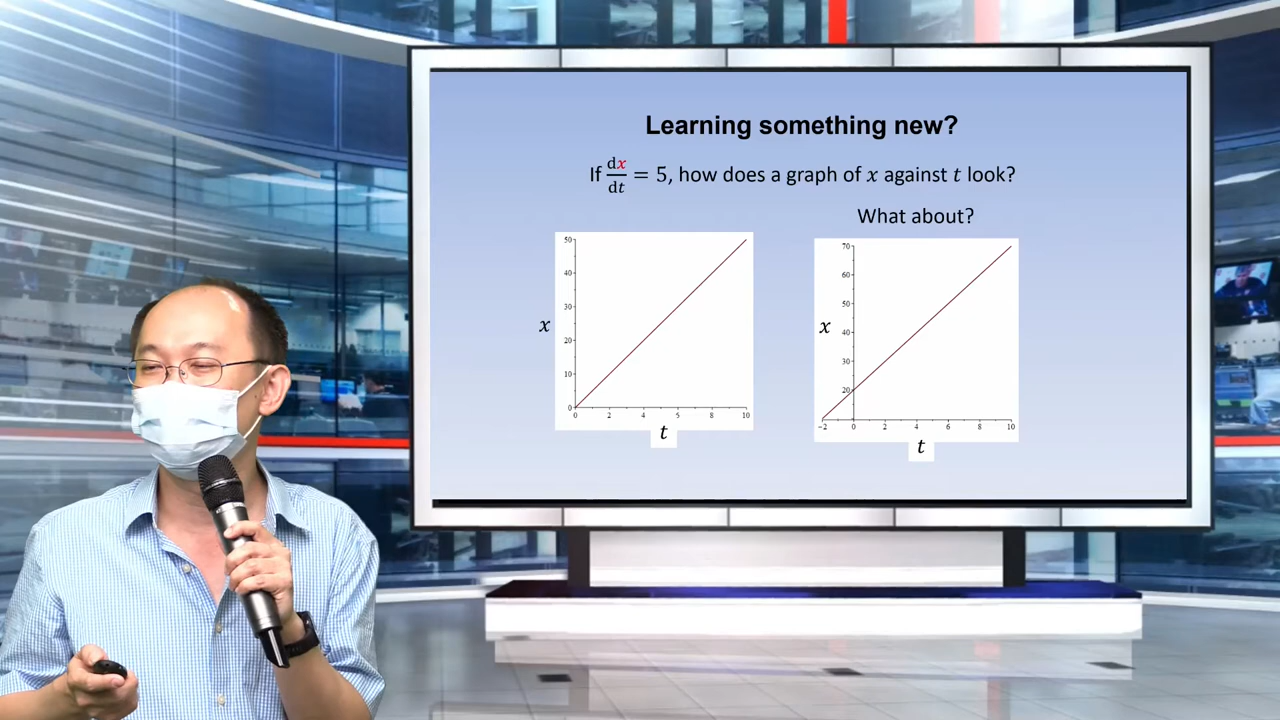 Learning something new?
If dx/dt = 5, how does a graph of x against t look?
What about?
50
40
30
20
10
0
x
0 2 4 6 8 10
t
70
60
50
40
30
20
x
−2 0 2 4 6 8 10
t